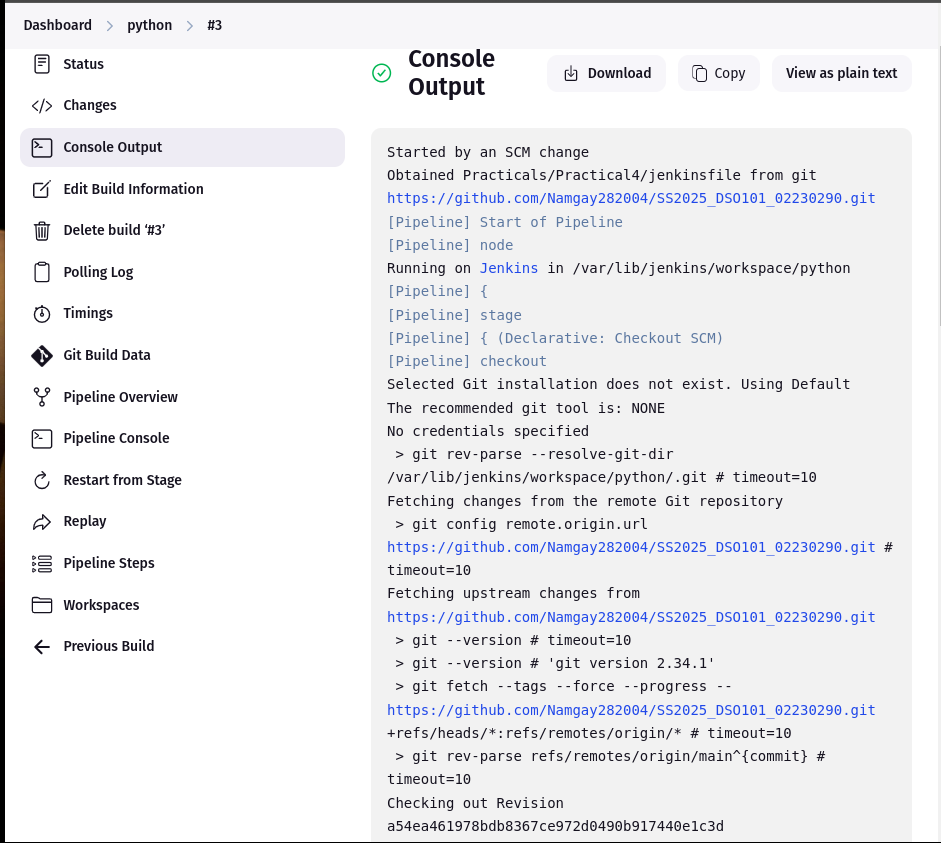 Dashboard > python > #3
Status
Changes
Console Output
Edit Build Information
Delete build ‘#3’
Polling Log
Timings
Git Build Data
Pipeline Overview
Pipeline Console
Restart from Stage
Replay
Pipeline Steps
Workspaces
Previous Build
Console
Output
Download
Copy
View as plain text
Started by an SCM change
Obtained Practicals/Practical4/jenkinsfile from git
https://github.com/Namgay282004/SS2025_DSO101_02230290.git
[Pipeline] Start of Pipeline
[Pipeline] node
Running on Jenkins in /var/lib/jenkins/workspace/python
[Pipeline] {
[Pipeline] stage
[Pipeline] { (Declarative: Checkout SCM)
[Pipeline] checkout
Selected Git installation does not exist. Using Default
The recommended git tool is: NONE
No credentials specified
> git rev-parse --resolve-git-dir
/var/lib/jenkins/workspace/python/.git # timeout=10
Fetching changes from the remote Git repository
> git config remote.origin.url
https://github.com/Namgay282004/SS2025_DSO101_02230290.git #
timeout=10
Fetching upstream changes from
https://github.com/Namgay282004/SS2025_DSO101_02230290.git
> git --version # timeout=10
> git --version # 'git version 2.34.1'
> git fetch --tags --force --progress --
https://github.com/Namgay282004/SS2025_DSO101_02230290.git
+refs/heads/*:refs/remotes/origin/* # timeout=10
> git rev-parse refs/remotes/origin/main^{commit} #
timeout=10
Checking out Revision
a54ea461978bdb8367ce972d0490b917440e1c3d